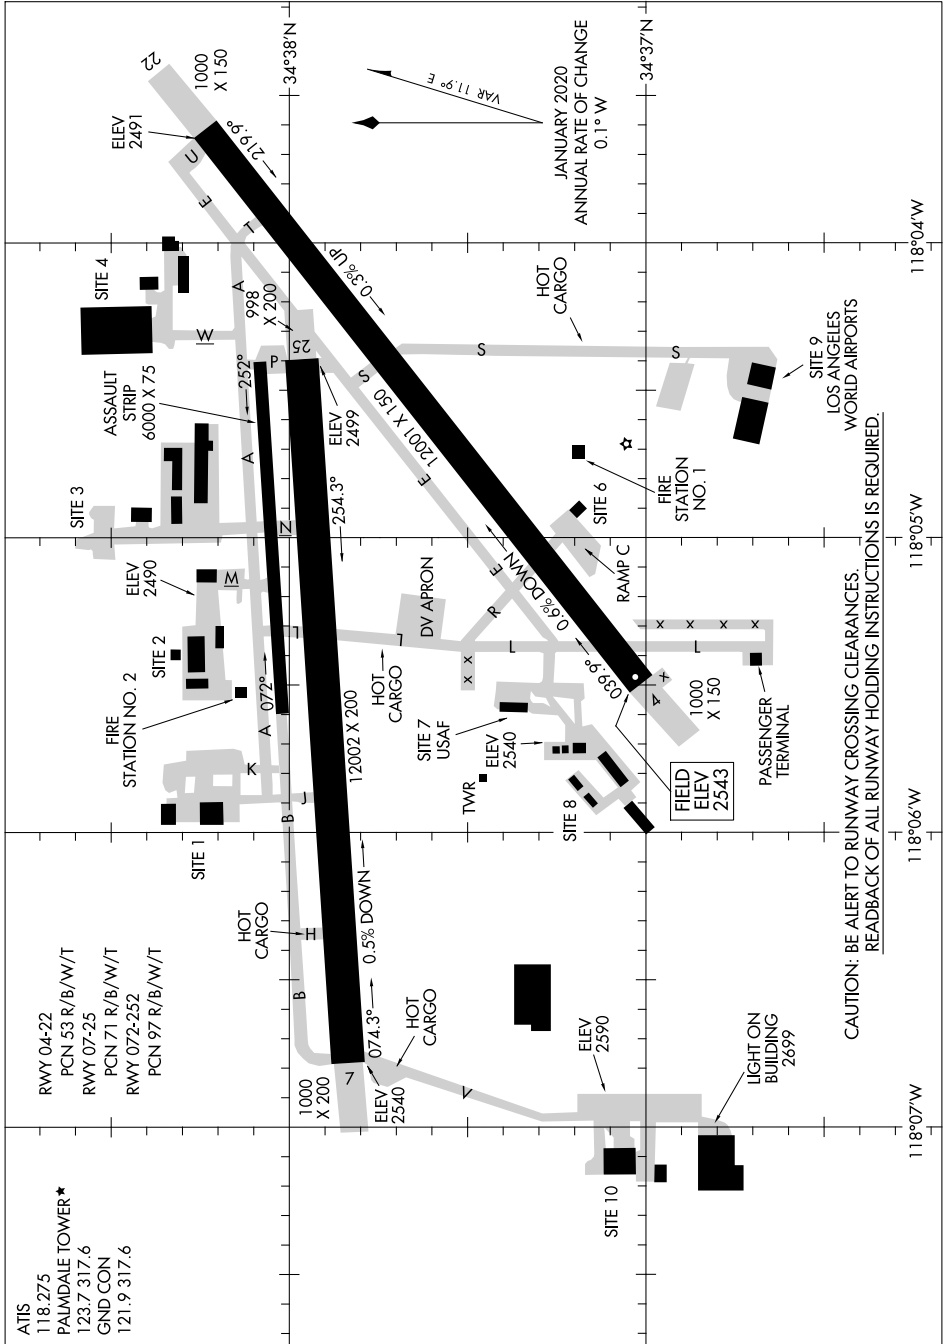 ATIS
118.275
PALMDALE TOWER★
123.7 317.6
GND CON
121.9 317.6
RWY 04-22
PCN 53 R/B/W/T
RWY 07-25
PCN 71 R/B/W/T
RWY 072-252
PCN 97 R/B/W/T
SITE 1
FIRE
STATION NO. 2
SITE 2
ELEV
2490
SITE 3
ASSAULT
STRIP
6000 X 75
SITE 4
ELEV
2491
22
1000
X 150
U
E
T
219.9°
A
W
998
X 200
252°
P
25
A
N
M
072°
A
K
J
B
HOT
CARGO
H
B
34°38'N
ELEV
2499
254.3°
L
12002 X 200
0.5% DOWN
074.3°
7
1000
X 200
ELEV
2540
HOT
CARGO
V
0.3% UP
S
12001 X 150
E
VAR 11.9° E
JANUARY 2020
ANNUAL RATE OF CHANGE
0.1° W
HOT
CARGO
S
S
DV APRON
L
HOT
CARGO
E
R
0.6% DOWN
L
x
x
039.9°
SITE 7
USAF
ELEV
2540
TWR
SITE 8
4
x
1000
X 150
FIELD
ELEV
2543
SITE 6
RAMP C
FIRE
STATION
NO. 1
L
x
x
x
x
PASSENGER
TERMINAL
34°37'N
SITE 9
LOS ANGELES
WORLD AIRPORTS
ELEV
2590
SITE 10
LIGHT ON
BUILDING
2699
CAUTION: BE ALERT TO RUNWAY CROSSING CLEARANCES.
READBACK OF ALL RUNWAY HOLDING INSTRUCTIONS IS REQUIRED.
118°07'W
118°06'W
118°05'W
118°04'W